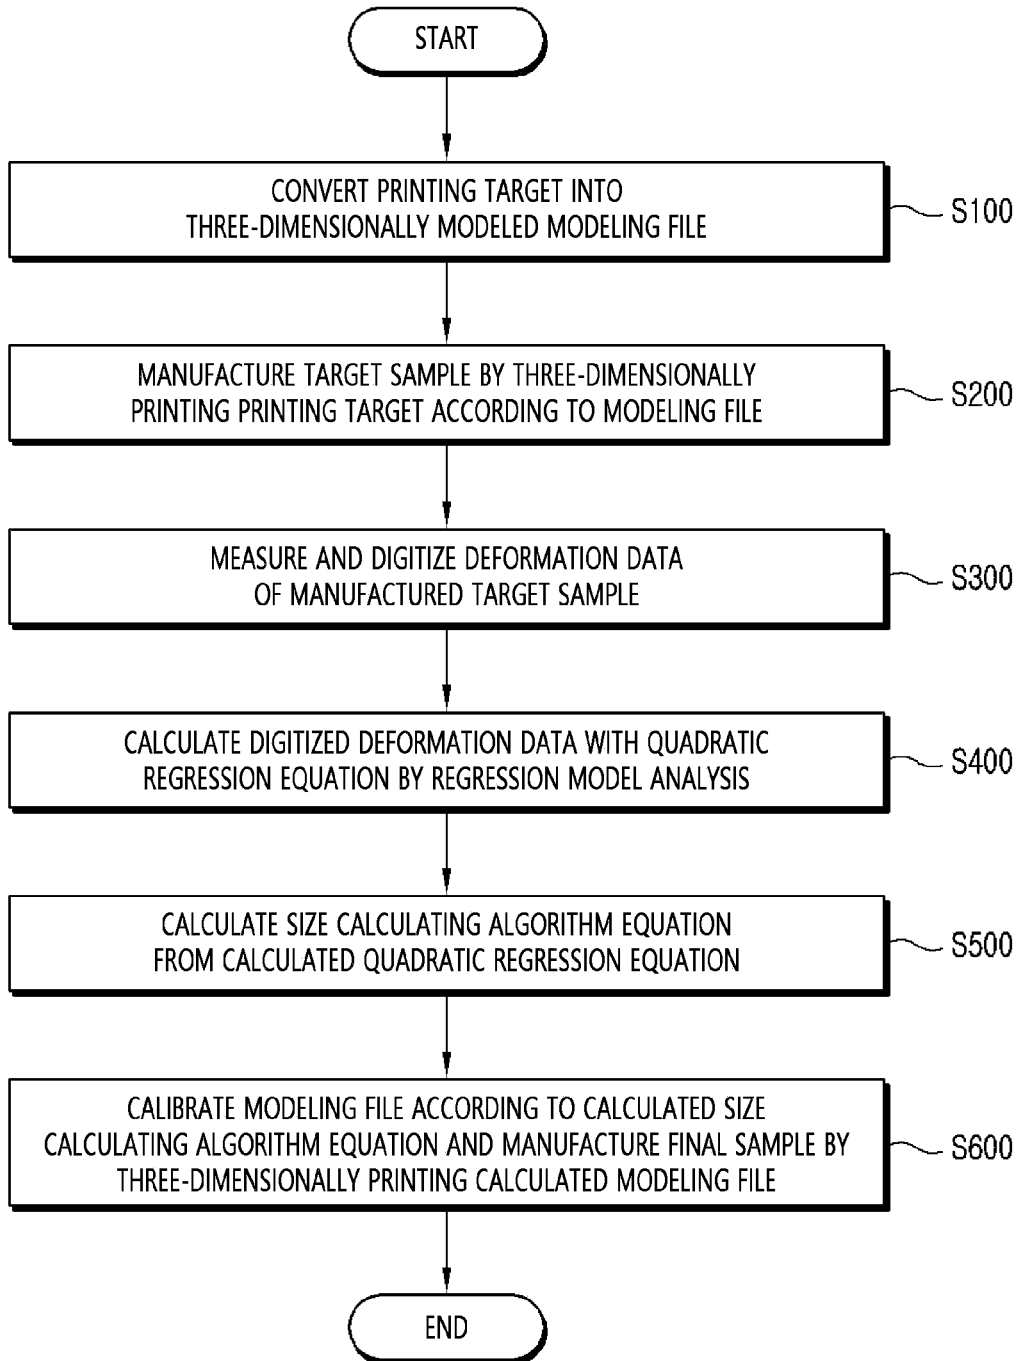 START
CONVERT PRINTING TARGET INTO
THREE-DIMENSIONALLY MODELED MODELING FILE
S100
MANUFACTURE TARGET SAMPLE BY THREE-DIMENSIONALLY
PRINTING PRINTING TARGET ACCORDING TO MODELING FILE
S200
MEASURE AND DIGITIZE DEFORMATION DATA
OF MANUFACTURED TARGET SAMPLE
S300
CALCULATE DIGITIZED DEFORMATION DATA WITH QUADRATIC
REGRESSION EQUATION BY REGRESSION MODEL ANALYSIS
S400
CALCULATE SIZE CALCULATING ALGORITHM EQUATION
FROM CALCULATED QUADRATIC REGRESSION EQUATION
S500
CALIBRATE MODELING FILE ACCORDING TO CALCULATED SIZE
CALCULATING ALGORITHM EQUATION AND MANUFACTURE FINAL SAMPLE BY
THREE-DIMENSIONALLY PRINTING CALCULATED MODELING FILE
S600
END